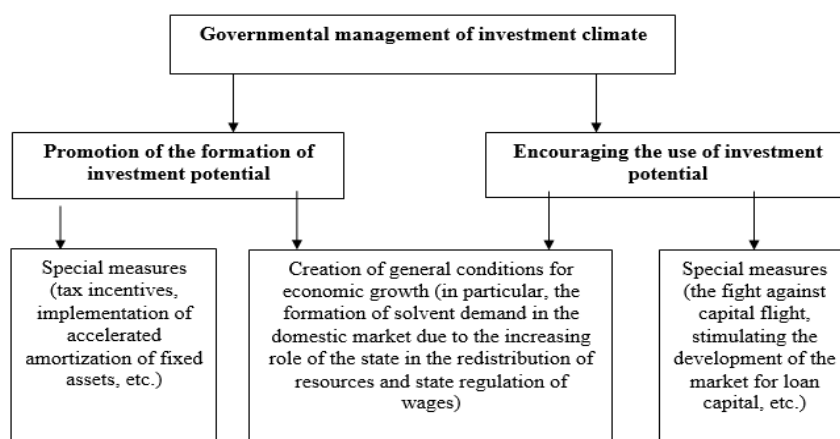 Governmental management of investment climate
Promotion of the formation of
investment potential
Encouraging the use of investment
potential
Special measures
(tax incentives,
implementation of
accelerated
amortization of fixed
assets, etc.)
Creation of general conditions for
economic growth (in particular, the
formation of solvent demand in the
domestic market due to the increasing
role of the state in the redistribution of
resources and state regulation of
wages)
Special measures
(the fight against
capital flight,
stimulating the
development of the
market for loan
capital, etc.)